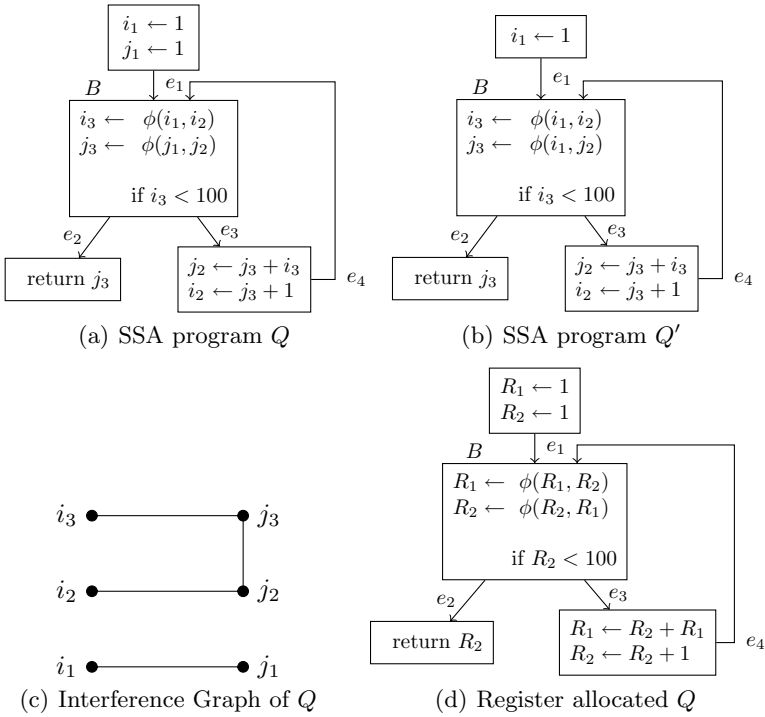 i₁ ← 1
j₁ ← 1
e₁
B
i₃ ← ϕ(i₁, i₂)
j₃ ← ϕ(j₁, j₂)
if i₃ < 100
e₂
e₃
return j₃
j₂ ← j₃ + i₃
i₂ ← j₃ + 1
e₄
(a) SSA program Q
i₁ ← 1
e₁
B
i₃ ← ϕ(i₁, i₂)
j₃ ← ϕ(i₁, j₂)
if i₃ < 100
e₂
e₃
return j₃
j₂ ← j₃ + i₃
i₂ ← j₃ + 1
e₄
(b) SSA program Q′
i₃ j₃
i₂ j₂
i₁ j₁
(c) Interference Graph of Q
R₁ ← 1
R₂ ← 1
e₁
B
R₁ ← ϕ(R₁, R₂)
R₂ ← ϕ(R₂, R₁)
if R₂ < 100
e₂
e₃
return R₂
R₁ ← R₂ + R₁
R₂ ← R₂ + 1
e₄
(d) Register allocated Q